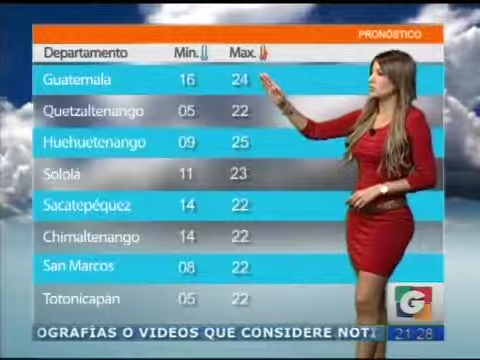 PRONÓSTICO
Departamento Min. Max.
Guatemala 16 24
Quetzaltenango 05 22
Huehuetenango 09 25
Sololá 11 23
Sacatepéquez 14 22
Chimaltenango 14 22
San Marcos 08 22
Totonicapán 05 22
G
OGRAFÍAS O VIDEOS QUE CONSIDERE NOTI
21:28